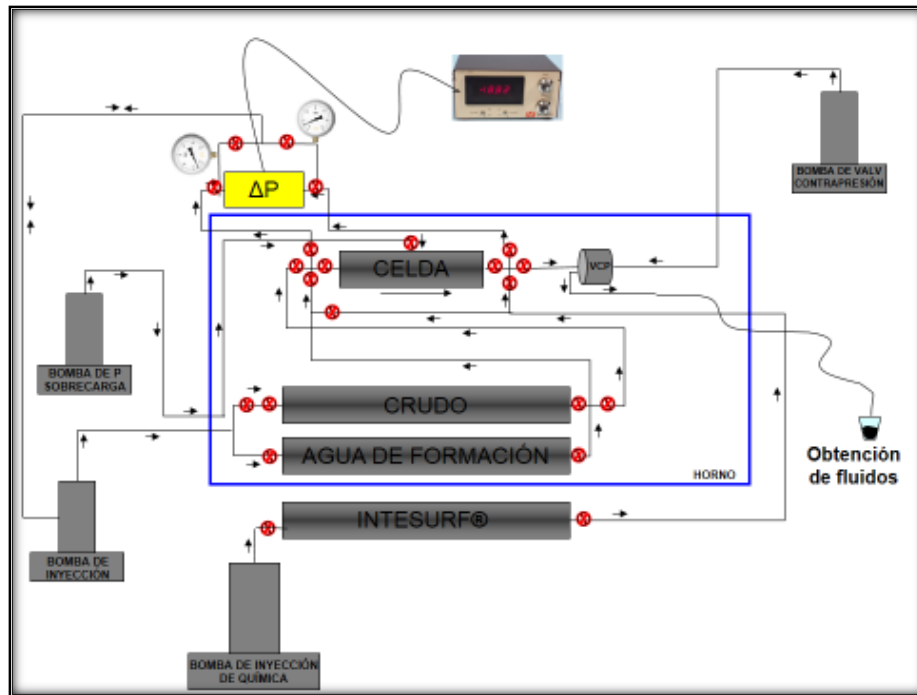 ΔP
BOMBA DE VALV
CONTRAPRESIÓN
CELDA
VCP
BOMBA DE P
SOBRECARGA
CRUDO
AGUA DE FORMACIÓN
HORNO
Obtención
de fluidos
INTESURF®
BOMBA DE
INYECCIÓN
BOMBA DE INYECCIÓN
DE QUÍMICA